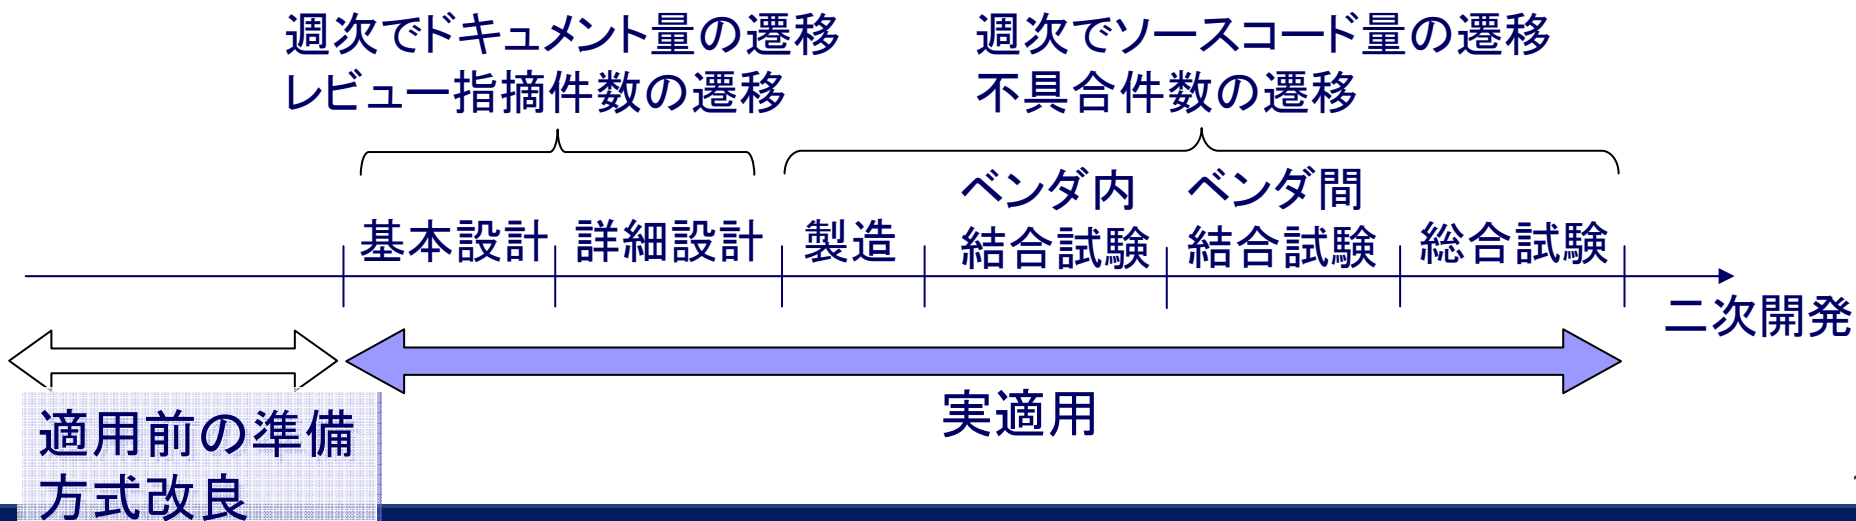 週次でドキュメント量の遷移
レビュー指摘件数の遷移
週次でソースコード量の遷移
不具合件数の遷移
基本設計
詳細設計
製造
ベンダ内
結合試験
ベンダ間
結合試験
総合試験
二次開発
実適用
適用前の準備
方式改良